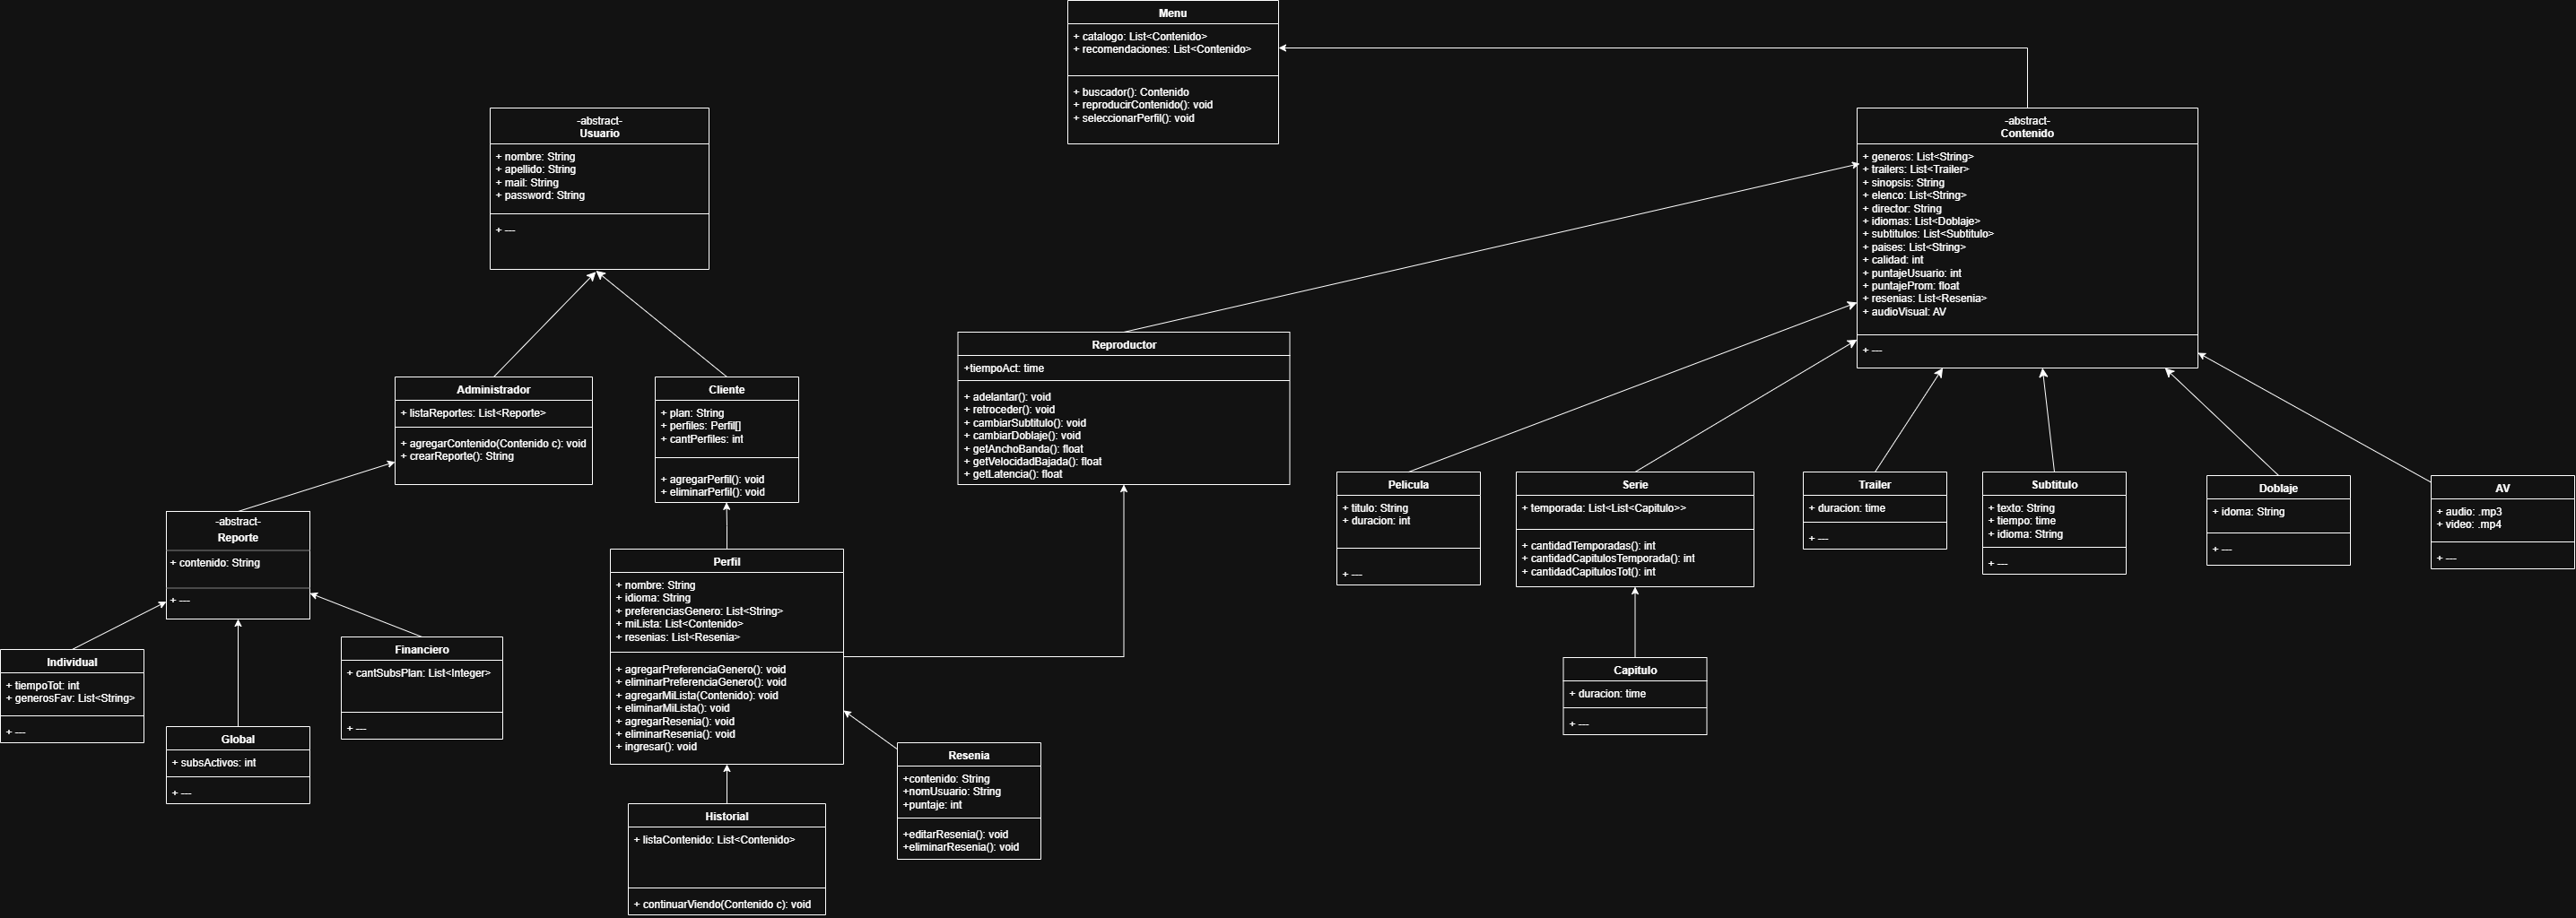 Menu
+ catalogo: List<Contenido>
+ recomendaciones: List<Contenido>
+ buscador(): Contenido
+ reproducirContenido(): void
+ seleccionarPerfil(): void
-abstract-
Usuario
+ nombre: String
+ apellido: String
+ mail: String
+ password: String
+ ---
-abstract-
Contenido
+ generos: List<String>
+ trailers: List<Trailer>
+ sinopsis: String
+ elenco: List<String>
+ director: String
+ idiomas: List<Doblaje>
+ subtitulos: List<Subtitulo>
+ paises: List<String>
+ calidad: int
+ puntajeUsuario: int
+ puntajeProm: float
+ resenias: List<Resenia>
+ audioVisual: AV
+ ---
Reproductor
+tiempoAct: time
+ adelantar(): void
+ retroceder(): void
+ cambiarSubtitulo(): void
+ cambiarDoblaje(): void
+ getAnchoBanda(): float
+ getVelocidadBajada(): float
+ getLatencia(): float
Administrador
+ listaReportes: List<Reporte>
+ agregarContenido(Contenido c): void
+ crearReporte(): String
Cliente
+ plan: String
+ perfiles: Perfil[]
+ cantPerfiles: int
+ agregarPerfil(): void
+ eliminarPerfil(): void
Pelicula
+ titulo: String
+ duracion: int
+ ---
Serie
+ temporada: List<List<Capitulo>>
+ cantidadTemporadas(): int
+ cantidadCapitulosTemporada(): int
+ cantidadCapitulosTot(): int
Trailer
+ duracion: time
+ ---
Subtitulo
+ texto: String
+ tiempo: time
+ idioma: String
+ ---
Doblaje
+ idoma: String
+ ---
AV
+ audio: .mp3
+ video: .mp4
+ ---
-abstract-
Reporte
+ contenido: String
+ ---
Perfil
+ nombre: String
+ idioma: String
+ preferenciasGenero: List<String>
+ miLista: List<Contenido>
+ resenias: List<Resenia>
+ agregarPreferenciaGenero(): void
+ eliminarPreferenciaGenero(): void
+ agregarMiLista(Contenido): void
+ eliminarMiLista(): void
+ agregarResenia(): void
+ eliminarResenia(): void
+ ingresar(): void
Individual
+ tiempoTot: int
+ generosFav: List<String>
+ ---
Financiero
+ cantSubsPlan: List<Integer>
+ ---
Capitulo
+ duracion: time
+ ---
Global
+ subsActivos: int
+ ---
Resenia
+contenido: String
+nomUsuario: String
+puntaje: int
+editarResenia(): void
+eliminarResenia(): void
Historial
+ listaContenido: List<Contenido>
+ continuarViendo(Contenido c): void